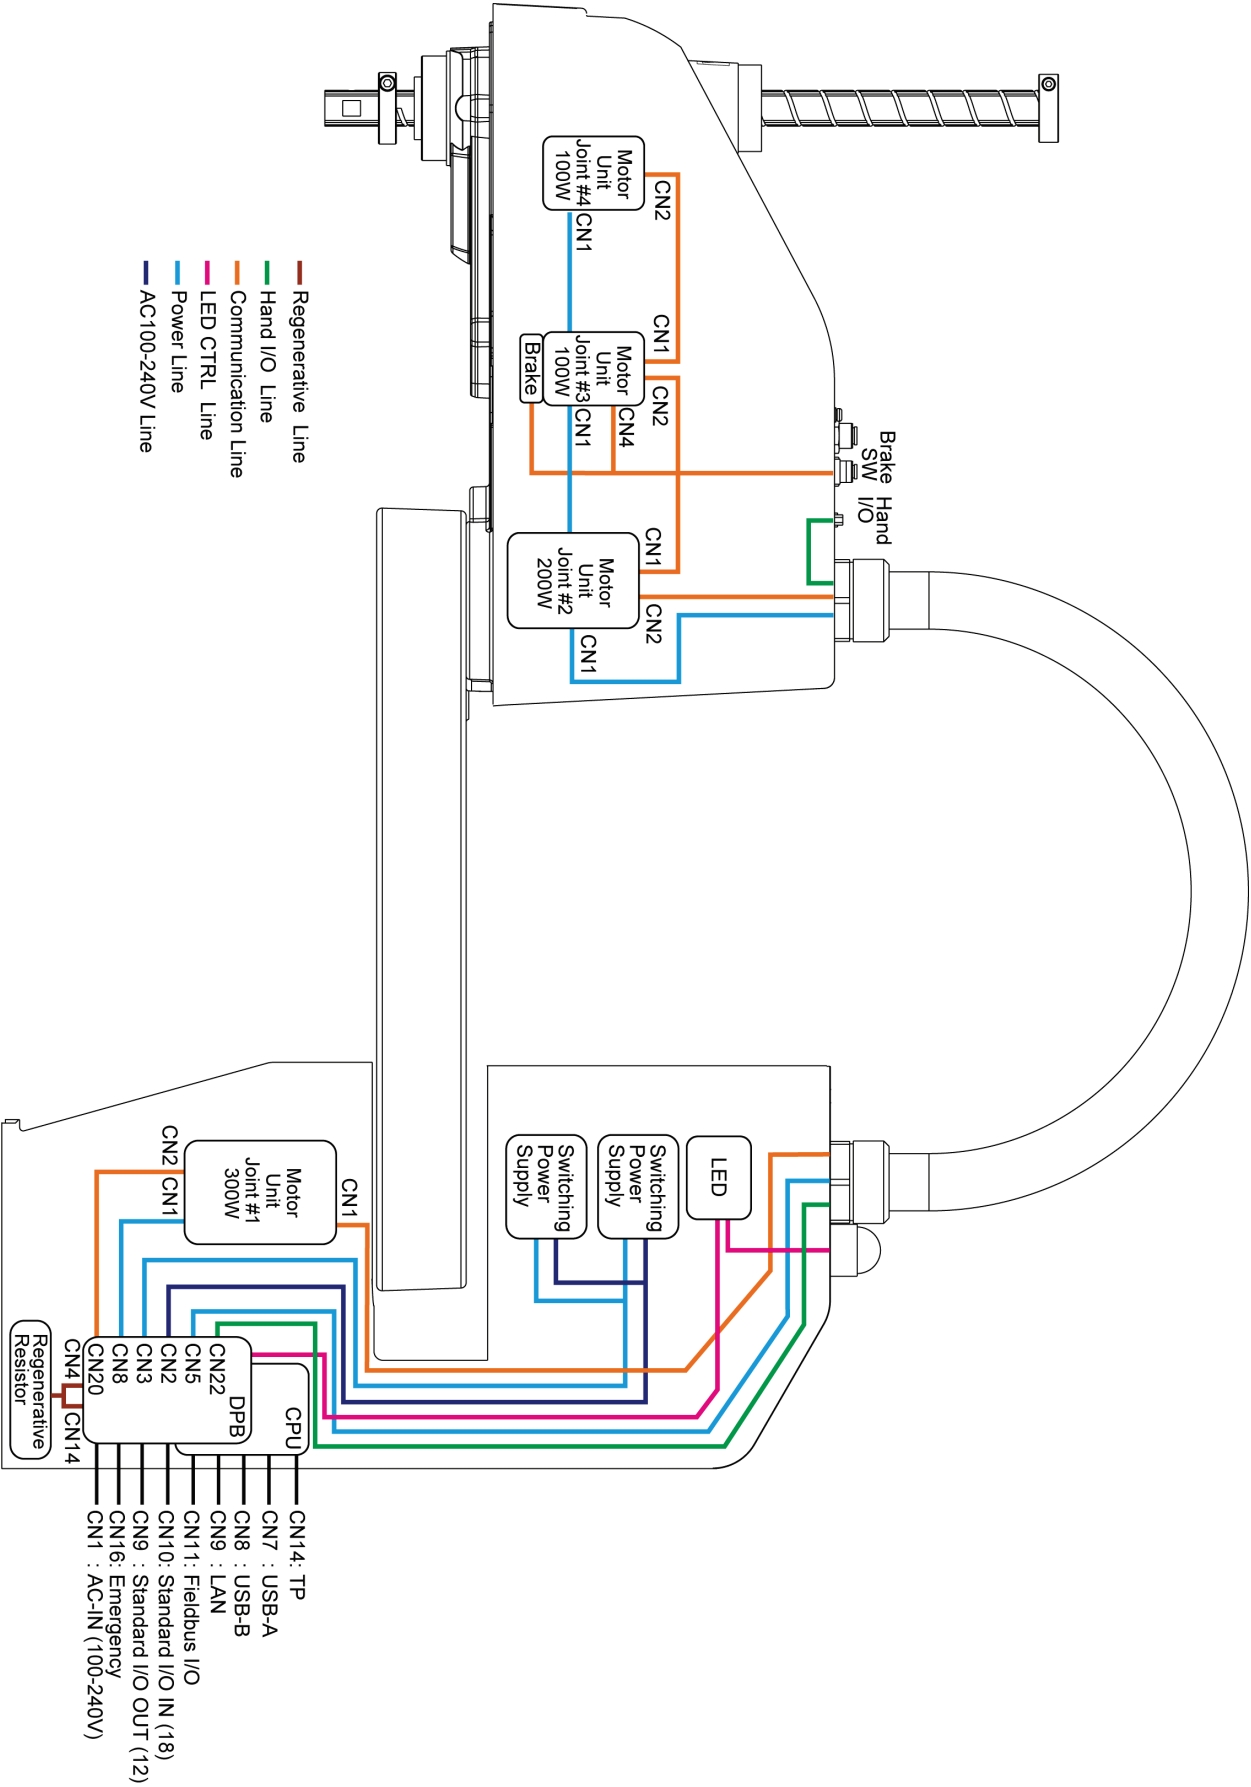 Brake
SW
Hand
I/O
Motor
Unit
Joint #4
100W
CN2
CN1
CN1
Motor
Unit
Joint #3
100W
Brake
CN2
CN4
CN1
CN1
Motor
Unit
Joint #2
200W
CN2
CN1
Regenerative Line
Hand I/O Line
Communication Line
LED CTRL Line
Power Line
AC100-240V Line
LED
Switching
Power
Supply
Switching
Power
Supply
CN1
Motor
Unit
Joint #1
300W
CN2
CN1
CPU
DPB
CN22
CN5
CN2
CN3
CN8
CN20
CN4
CN14
Regenerative
Resistor
CN14: TP
CN7 : USB-A
CN8 : USB-B
CN9 : LAN
CN11: Fieldbus I/O
CN10: Standard I/O IN (18)
CN9 : Standard I/O OUT (12)
CN16: Emergency
CN1 : AC-IN (100-240V)